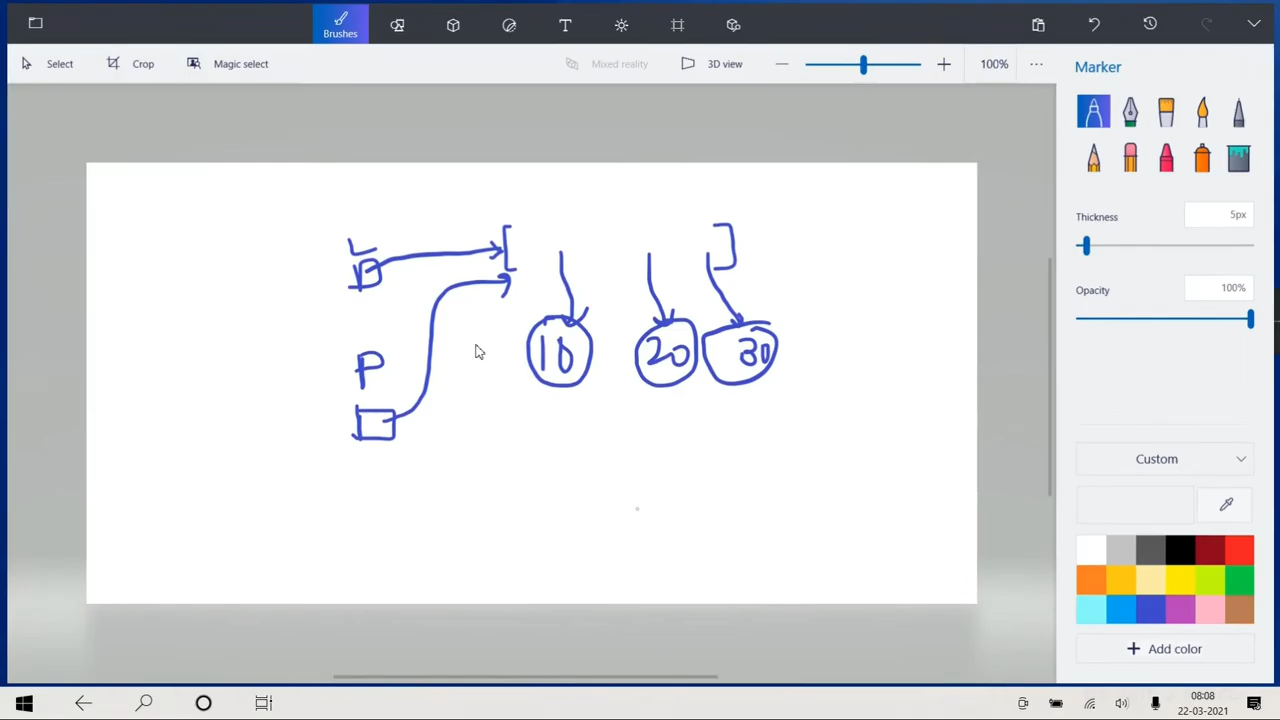 Brushes
Select
Crop
Magic select
Mixed reality
3D view
100%
Marker
Thickness
5px
Opacity
100%
Custom
Add color
L
[ ]
P
10 20 30
08:08
22-03-2021